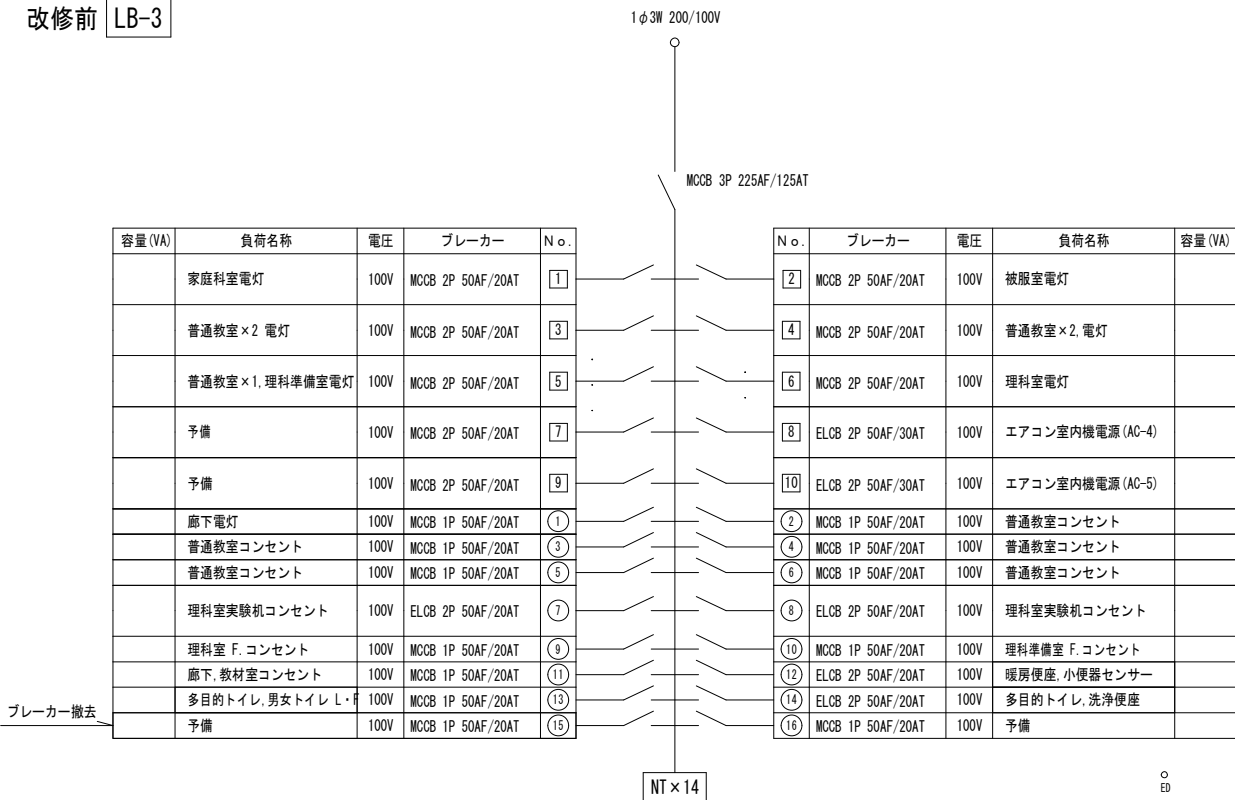 改修前 LB-3
1φ3W 200/100V
MCCB 3P 225AF/125AT
容量(VA) 負荷名称 電圧 ブレーカー No.
家庭科室電灯 100V MCCB 2P 50AF/20AT 1
普通教室×2 電灯 100V MCCB 2P 50AF/20AT 3
普通教室×1,理科準備室電灯 100V MCCB 2P 50AF/20AT 5
予備 100V MCCB 2P 50AF/20AT 7
予備 100V MCCB 2P 50AF/20AT 9
廊下電灯 100V MCCB 1P 50AF/20AT 1
普通教室コンセント 100V MCCB 1P 50AF/20AT 3
普通教室コンセント 100V MCCB 1P 50AF/20AT 5
理科室実験机コンセント 100V ELCB 2P 50AF/20AT 7
理科室 F.コンセント 100V MCCB 1P 50AF/20AT 9
廊下,教材室コンセント 100V MCCB 1P 50AF/20AT 11
多目的トイレ,男女トイレ L・F 100V MCCB 1P 50AF/20AT 13
予備 100V MCCB 1P 50AF/20AT 15
ブレーカー撤去
No. ブレーカー 電圧 負荷名称 容量(VA)
2 MCCB 2P 50AF/20AT 100V 被服室電灯
4 MCCB 2P 50AF/20AT 100V 普通教室×2,電灯
6 MCCB 2P 50AF/20AT 100V 理科室電灯
8 ELCB 2P 50AF/30AT 100V エアコン室内機電源(AC-4)
10 ELCB 2P 50AF/30AT 100V エアコン室内機電源(AC-5)
2 MCCB 1P 50AF/20AT 100V 普通教室コンセント
4 MCCB 1P 50AF/20AT 100V 普通教室コンセント
6 MCCB 1P 50AF/20AT 100V 普通教室コンセント
8 ELCB 2P 50AF/20AT 100V 理科室実験机コンセント
10 MCCB 1P 50AF/20AT 100V 理科準備室 F.コンセント
12 ELCB 2P 50AF/20AT 100V 暖房便座,小便器センサー
14 ELCB 2P 50AF/20AT 100V 多目的トイレ,洗浄便座
16 MCCB 1P 50AF/20AT 100V 予備
NT×14
ED